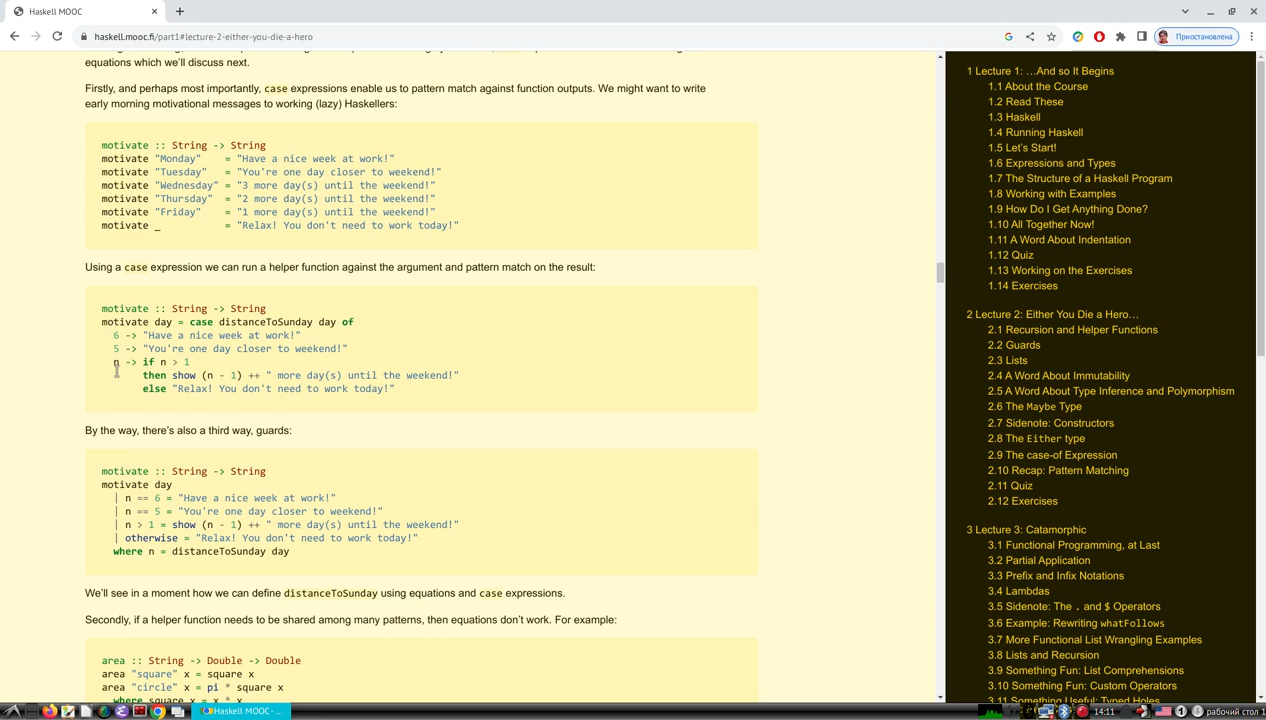 Haskell MOOC
haskell.mooc.fi/part1#lecture-2-either-you-die-a-hero
Приостановлена
equations which we'll discuss next.
Firstly, and perhaps most importantly, case expressions enable us to pattern match against function outputs. We might want to write
early morning motivational messages to working (lazy) Haskellers:
motivate :: String -> String
motivate "Monday"    = "Have a nice week at work!"
motivate "Tuesday"   = "You're one day closer to weekend!"
motivate "Wednesday" = "3 more day(s) until the weekend!"
motivate "Thursday"  = "2 more day(s) until the weekend!"
motivate "Friday"    = "1 more day(s) until the weekend!"
motivate _           = "Relax! You don't need to work today!"
Using a case expression we can run a helper function against the argument and pattern match on the result:
motivate :: String -> String
motivate day = case distanceToSunday day of
6 -> "Have a nice week at work!"
5 -> "You're one day closer to weekend!"
n -> if n > 1
then show (n - 1) ++ " more day(s) until the weekend!"
else "Relax! You don't need to work today!"
By the way, there's also a third way, guards:
motivate :: String -> String
motivate day
| n == 6 = "Have a nice week at work!"
| n == 5 = "You're one day closer to weekend!"
| n > 1 = show (n - 1) ++ " more day(s) until the weekend!"
| otherwise = "Relax! You don't need to work today!"
where n = distanceToSunday day
We'll see in a moment how we can define distanceToSunday using equations and case expressions.
Secondly, if a helper function needs to be shared among many patterns, then equations don't work. For example:
area :: String -> Double -> Double
area "square" x = square x
area "circle" x = pi * square x
where square x = x * x
1 Lecture 1: …And so It Begins
1.1 About the Course
1.2 Read These
1.3 Haskell
1.4 Running Haskell
1.5 Let's Start!
1.6 Expressions and Types
1.7 The Structure of a Haskell Program
1.8 Working with Examples
1.9 How Do I Get Anything Done?
1.10 All Together Now!
1.11 A Word About Indentation
1.12 Quiz
1.13 Working on the Exercises
1.14 Exercises
2 Lecture 2: Either You Die a Hero…
2.1 Recursion and Helper Functions
2.2 Guards
2.3 Lists
2.4 A Word About Immutability
2.5 A Word About Type Inference and Polymorphism
2.6 The Maybe Type
2.7 Sidenote: Constructors
2.8 The Either type
2.9 The case-of Expression
2.10 Recap: Pattern Matching
2.11 Quiz
2.12 Exercises
3 Lecture 3: Catamorphic
3.1 Functional Programming, at Last
3.2 Partial Application
3.3 Prefix and Infix Notations
3.4 Lambdas
3.5 Sidenote: The . and $ Operators
3.6 Example: Rewriting whatFollows
3.7 More Functional List Wrangling Examples
3.8 Lists and Recursion
3.9 Something Fun: List Comprehensions
3.10 Something Fun: Custom Operators
3.11 Something Useful: Typed Holes
Haskell MOOC - ...
14:11
рабочий стол 1